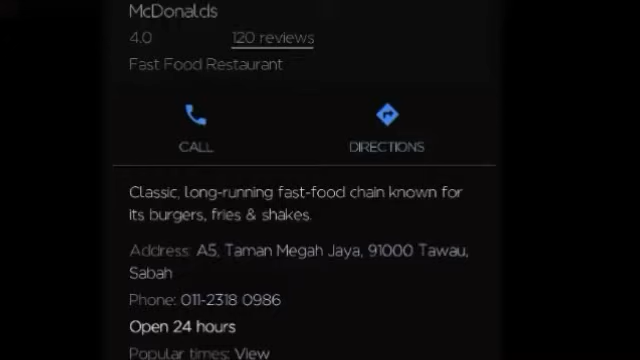 McDonalds
4.0 120 reviews
Fast Food Restaurant
CALL DIRECTIONS
Classic, long-running fast-food chain known for
its burgers, fries & shakes.
Address: A5, Taman Megah Jaya, 91000 Tawau,
Sabah
Phone: 011-2318 0986
Open 24 hours
Popular times: View